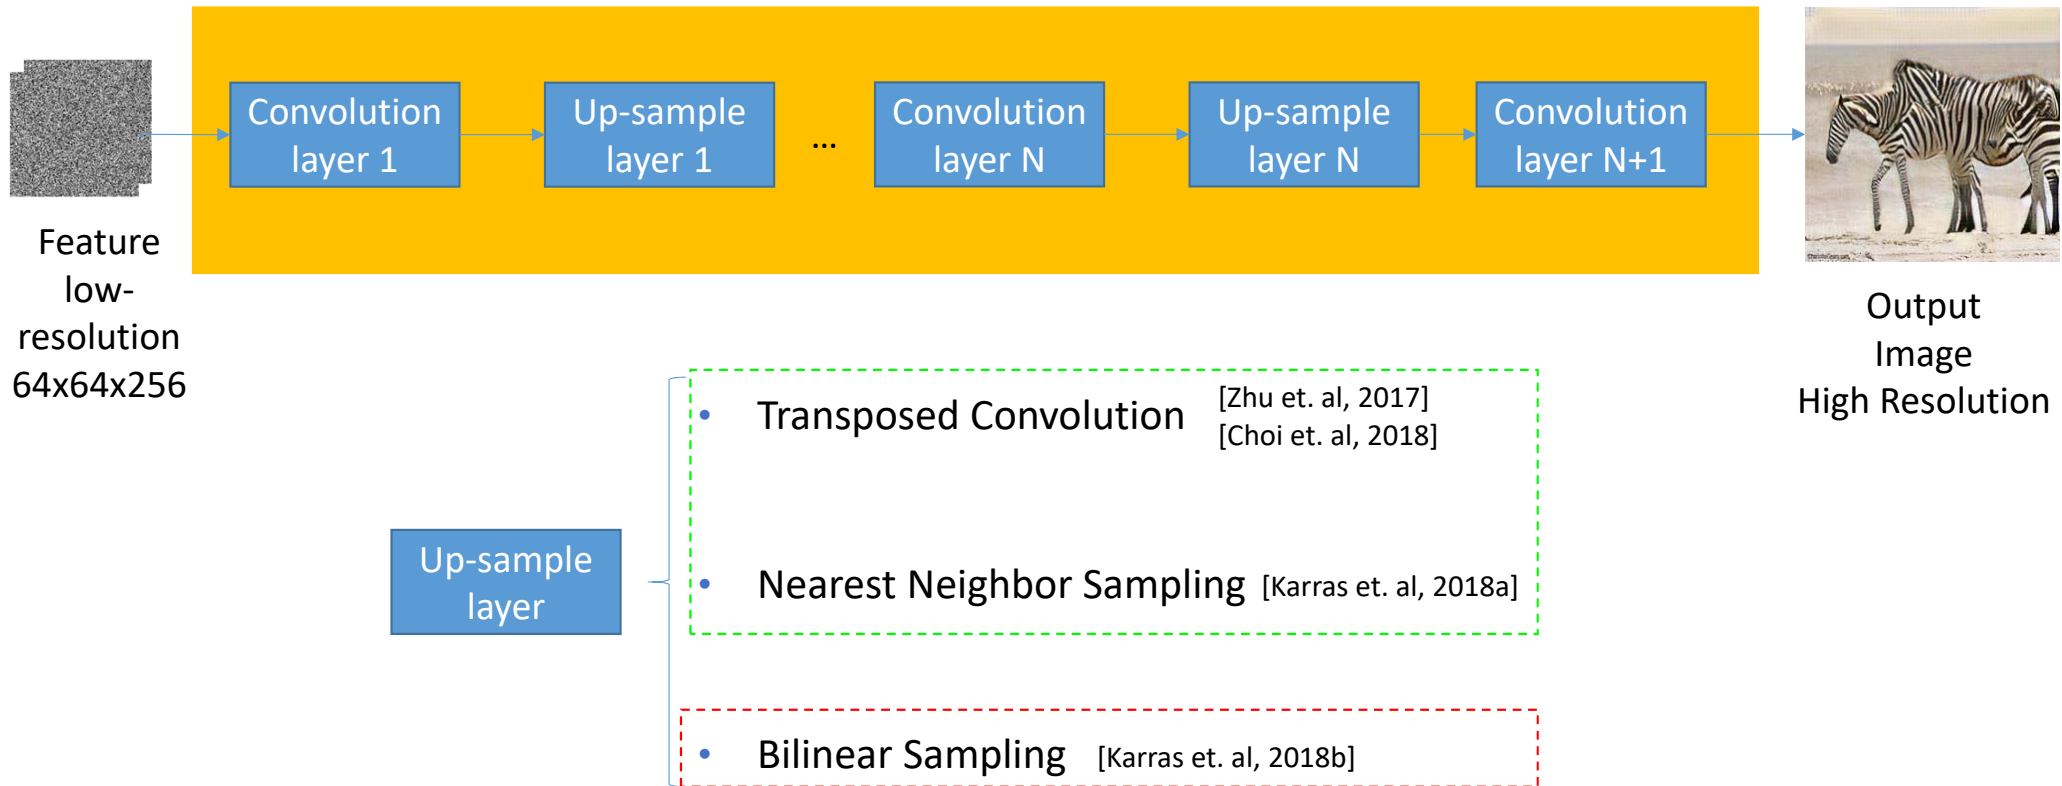 Convolution
layer 1
Up-sample
layer 1
...
Convolution
layer N
Up-sample
layer N
Convolution
layer N+1
Feature
low-
resolution
64x64x256
Output
Image
High Resolution
Up-sample
layer
• Transposed Convolution [Zhu et. al, 2017]
[Choi et. al, 2018]
• Nearest Neighbor Sampling [Karras et. al, 2018a]
• Bilinear Sampling [Karras et. al, 2018b]